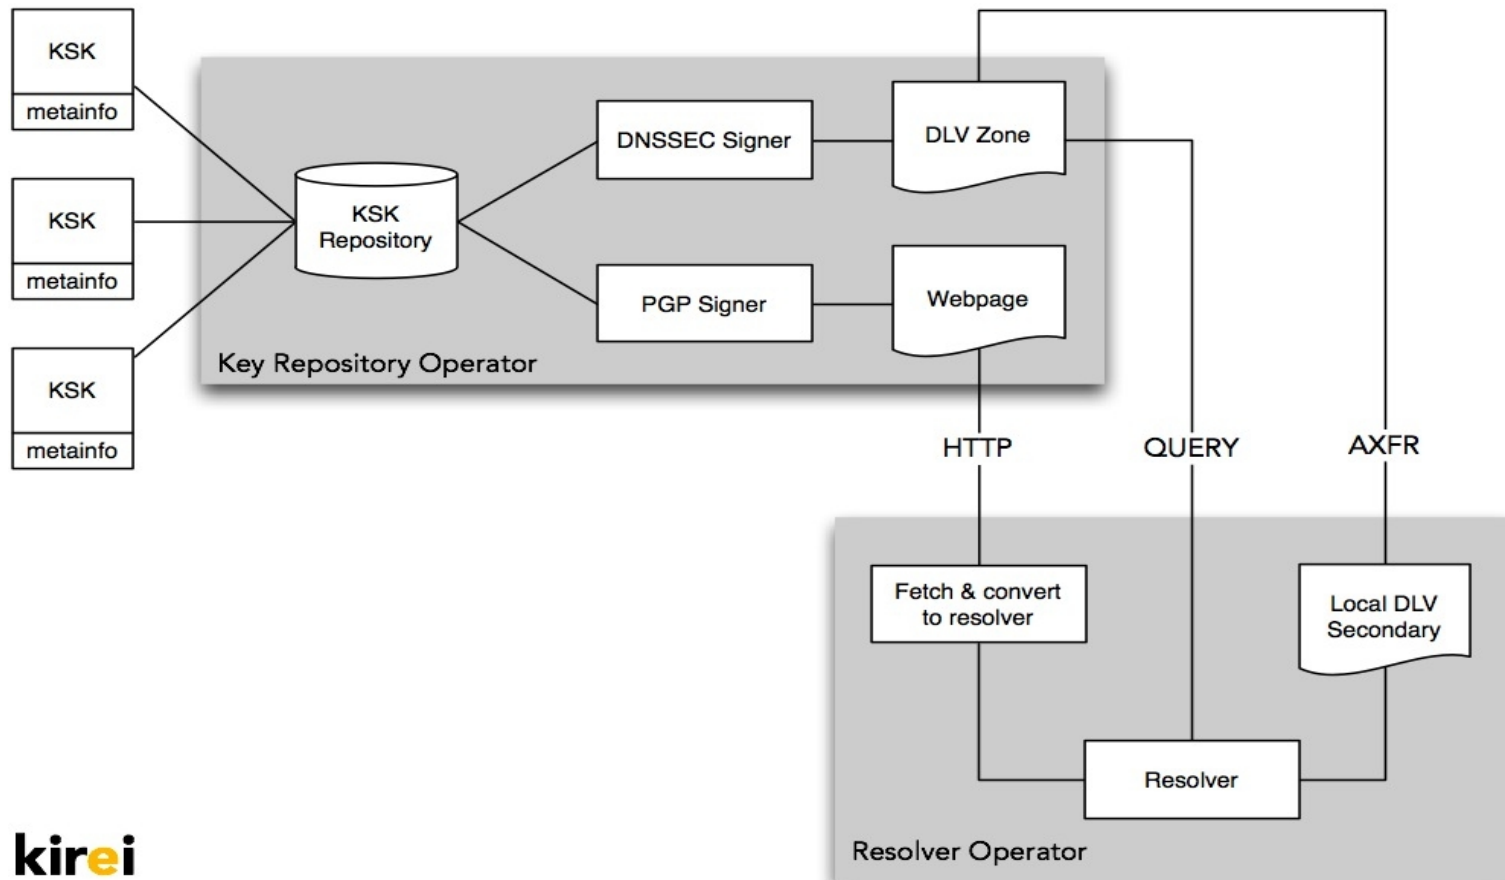 KSK
metainfo
KSK
metainfo
KSK
metainfo
KSK
Repository
DNSSEC Signer
DLV Zone
PGP Signer
Webpage
Key Repository Operator
HTTP
QUERY
AXFR
Fetch & convert
to resolver
Local DLV
Secondary
Resolver
Resolver Operator
kirei